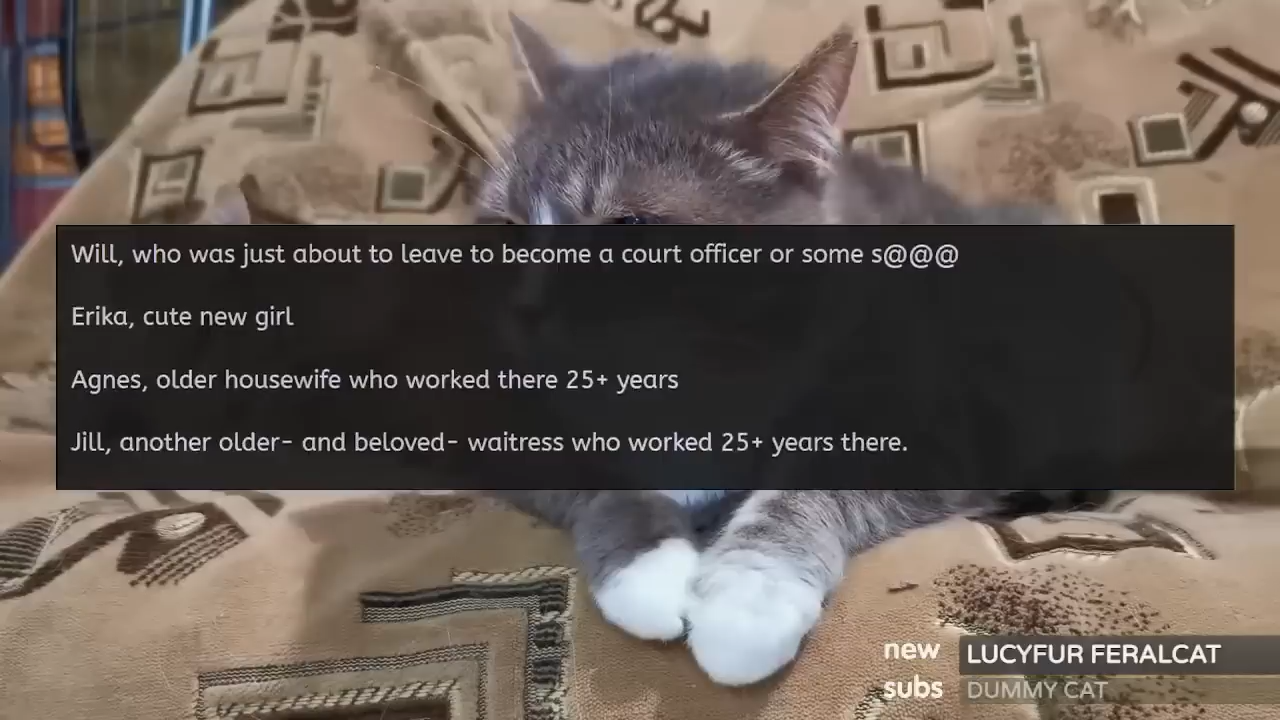 Will, who was just about to leave to become a court officer or some s@@@
Erika, cute new girl
Agnes, older housewife who worked there 25+ years
Jill, another older- and beloved- waitress who worked 25+ years there.
new LUCYFUR FERALCAT
subs DUMMY CAT